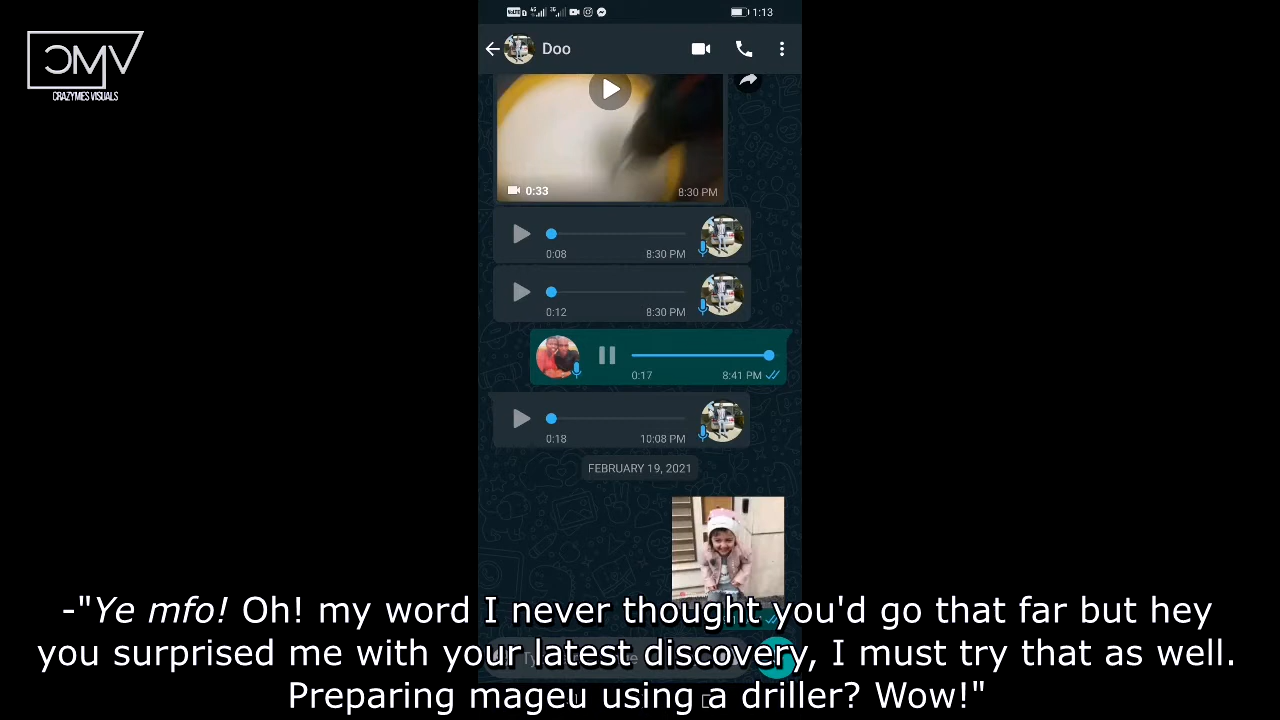 CMV
CRAZYMIES VISUALS
1:13
Doo
0:33 8:30 PM
0:08 8:30 PM
0:12 8:30 PM
0:17 8:41 PM
0:18 10:08 PM
FEBRUARY 19, 2021
-"Ye mfo! Oh! my word I never thought you'd go that far but hey
you surprised me with your latest discovery, I must try that as well.
Preparing mageu using a driller? Wow!"